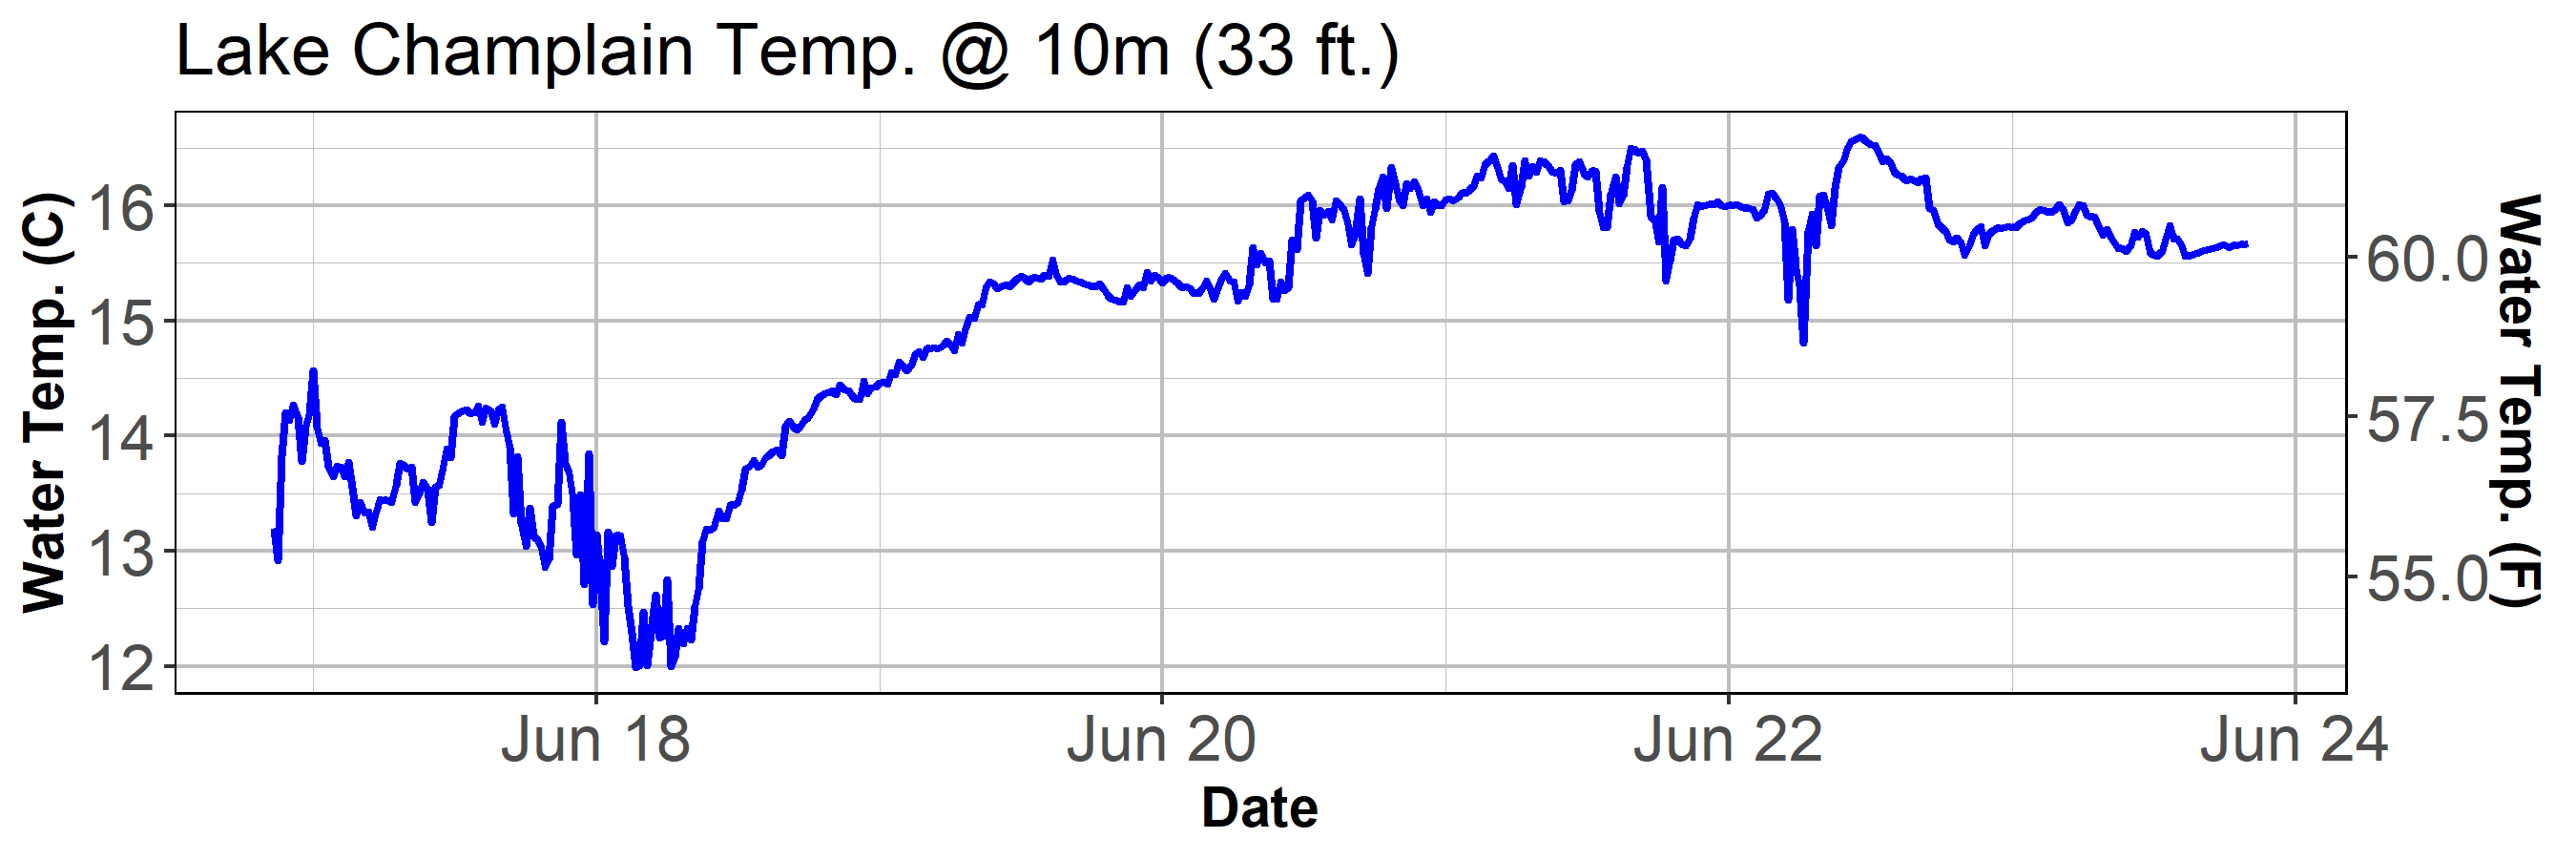 Lake Champlain Temp. @ 10m (33 ft.)
Water Temp. (C)
16
15
14
13
12
60.0
57.5
55.0
Water Temp. (F)
Jun 18
Jun 20
Jun 22
Jun 24
Date